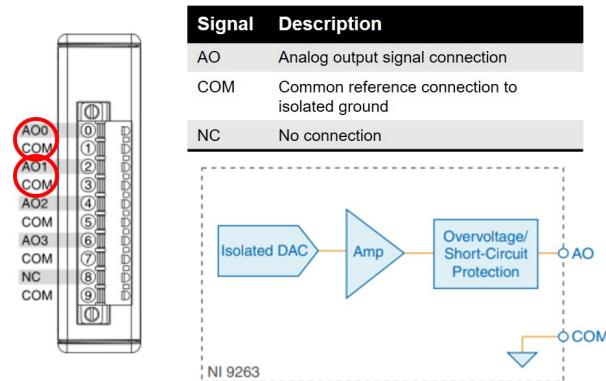 Signal Description
AO Analog output signal connection
COM Common reference connection to
isolated ground
NC No connection
AO0 0
COM 1
AO1 2
COM 3
AO2 4
COM 5
AO3 6
COM 7
NC 8
COM 9
Isolated DAC
Amp
Overvoltage/
Short-Circuit
Protection
AO
COM
NI 9263